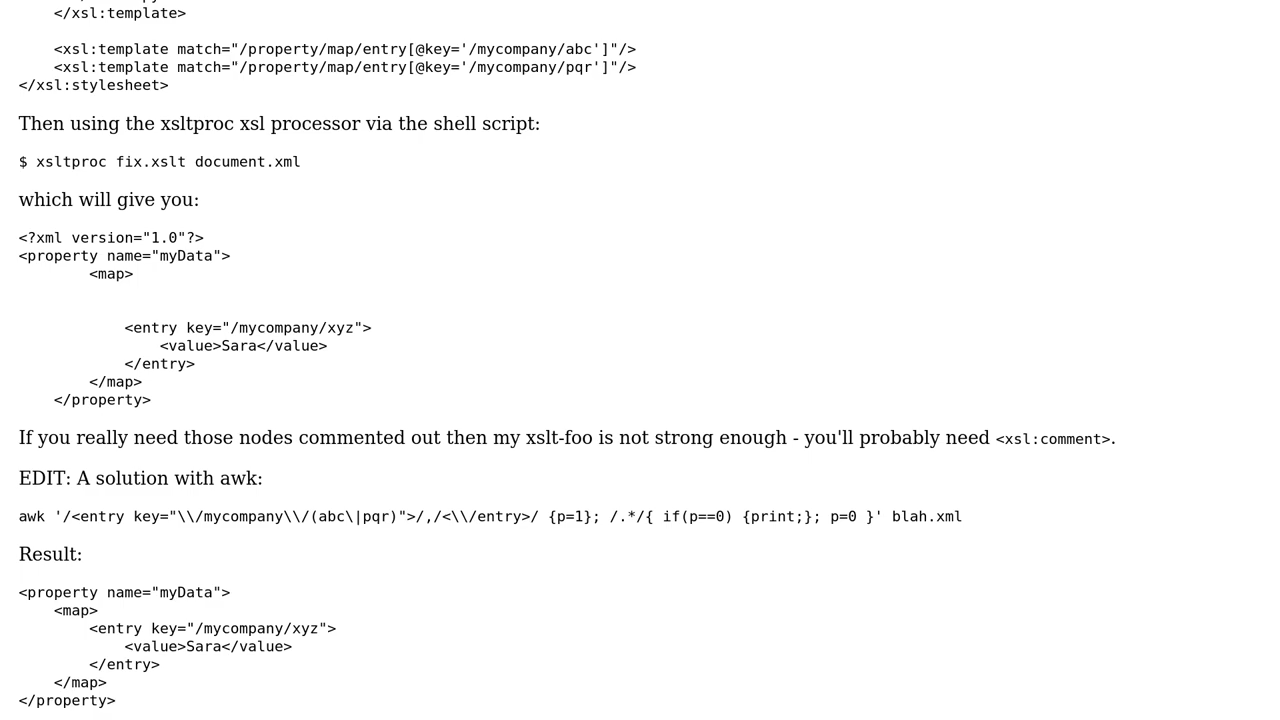 </xsl:template>

    <xsl:template match="/property/map/entry[@key='/mycompany/abc']"/>
    <xsl:template match="/property/map/entry[@key='/mycompany/pqr']"/>
</xsl:stylesheet>
Then using the xsltproc xsl processor via the shell script:
$ xsltproc fix.xslt document.xml
which will give you:
<?xml version="1.0"?>
<property name="myData">
        <map>


            <entry key="/mycompany/xyz">
                <value>Sara</value>
            </entry>
        </map>
    </property>
If you really need those nodes commented out then my xslt-foo is not strong enough - you'll probably need <xsl:comment>.
EDIT: A solution with awk:
awk '/<entry key="\\/mycompany\\/(abc\|pqr)">/,/<\\/entry>/ {p=1}; /.*/{ if(p==0) {print;}; p=0 }' blah.xml
Result:
<property name="myData">
    <map>
        <entry key="/mycompany/xyz">
            <value>Sara</value>
        </entry>
    </map>
</property>